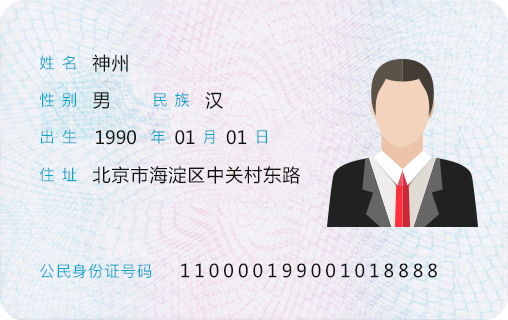 姓名 神州
性别 男 民族 汉
出生 1990 年 01 月 01 日
住址 北京市海淀区中关村东路
公民身份证号码 110000199001018888